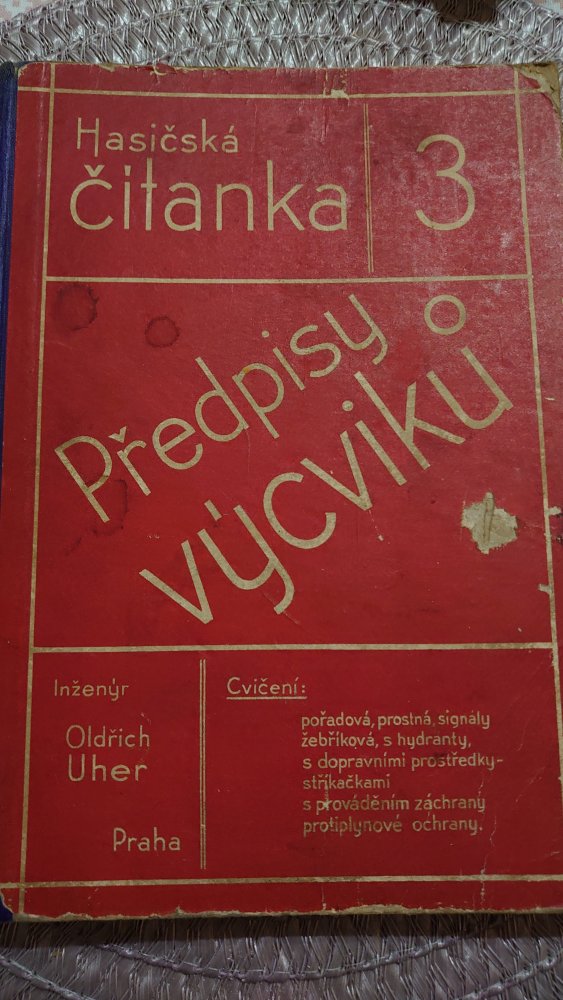 Hasičská
čítanka
3
Předpisy o
výcviku
Inženýr
Oldřich
Uher
Praha
Cvičení:
pořadová, prostná, signály
žebříková, s hydranty,
s dopravními prostředky-
stříkačkami
s prováděním záchrany
protiplynové ochrany.